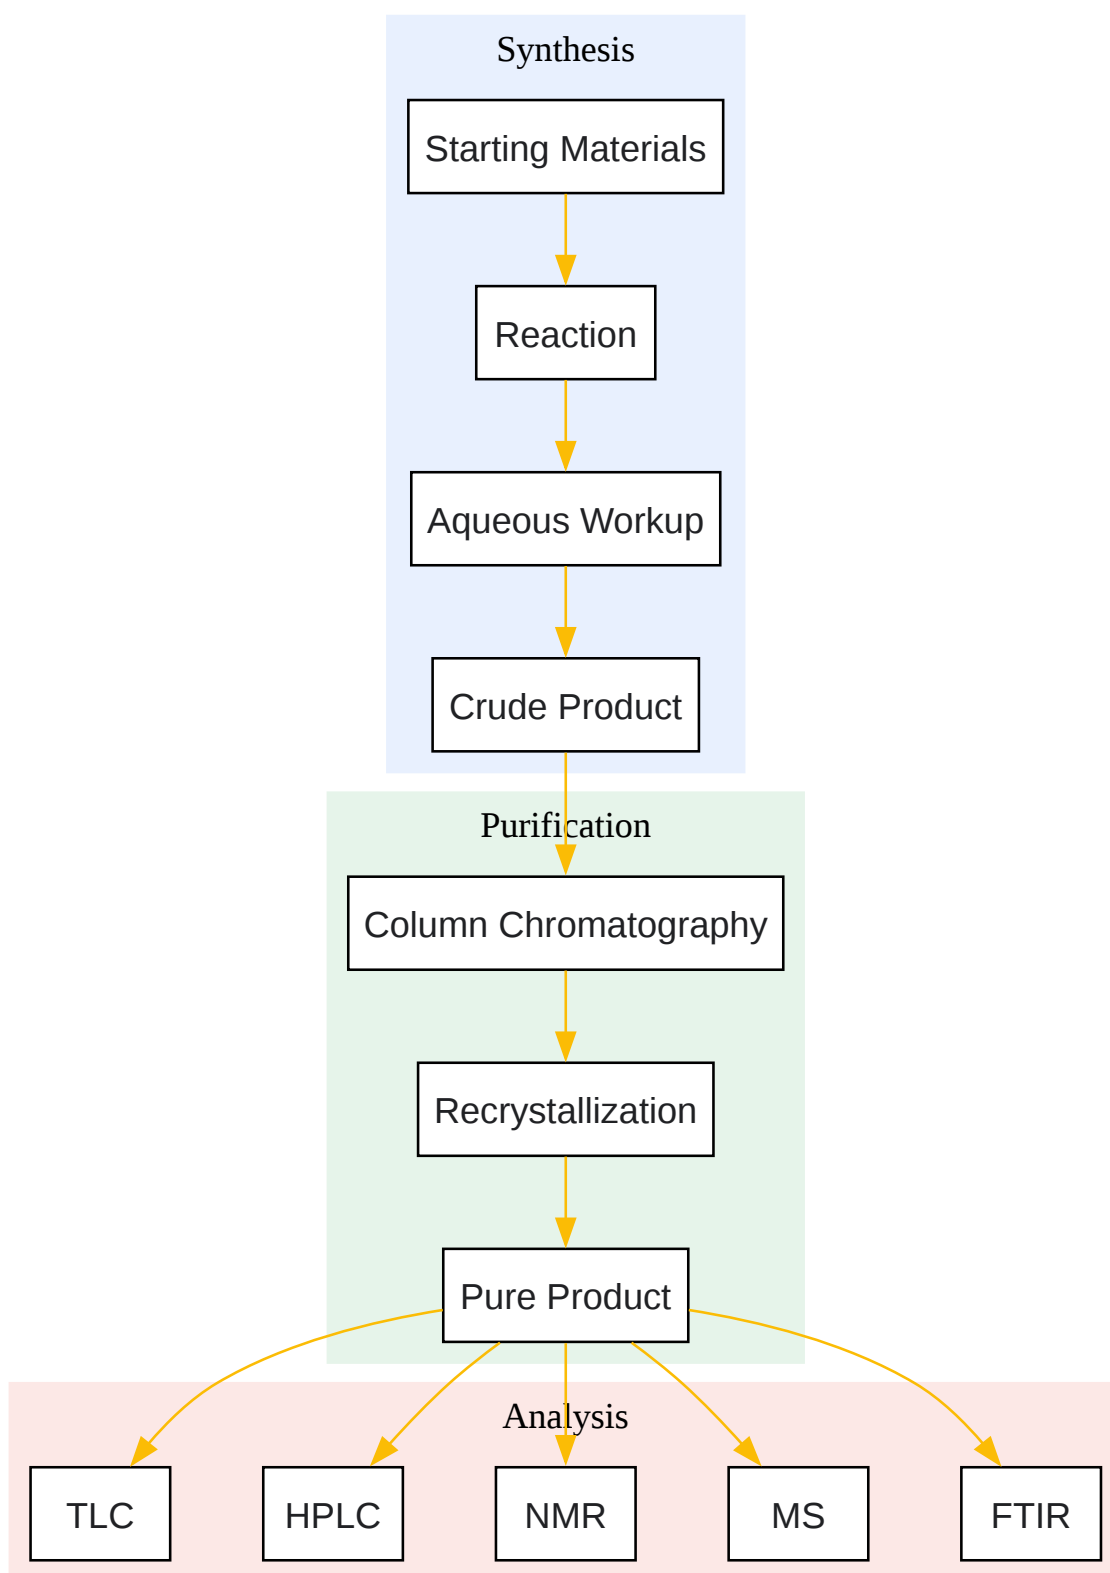 Synthesis
Starting Materials
Reaction
Aqueous Workup
Crude Product
Purification
Column Chromatography
Recrystallization
Pure Product
Analysis
TLC
HPLC
NMR
MS
FTIR